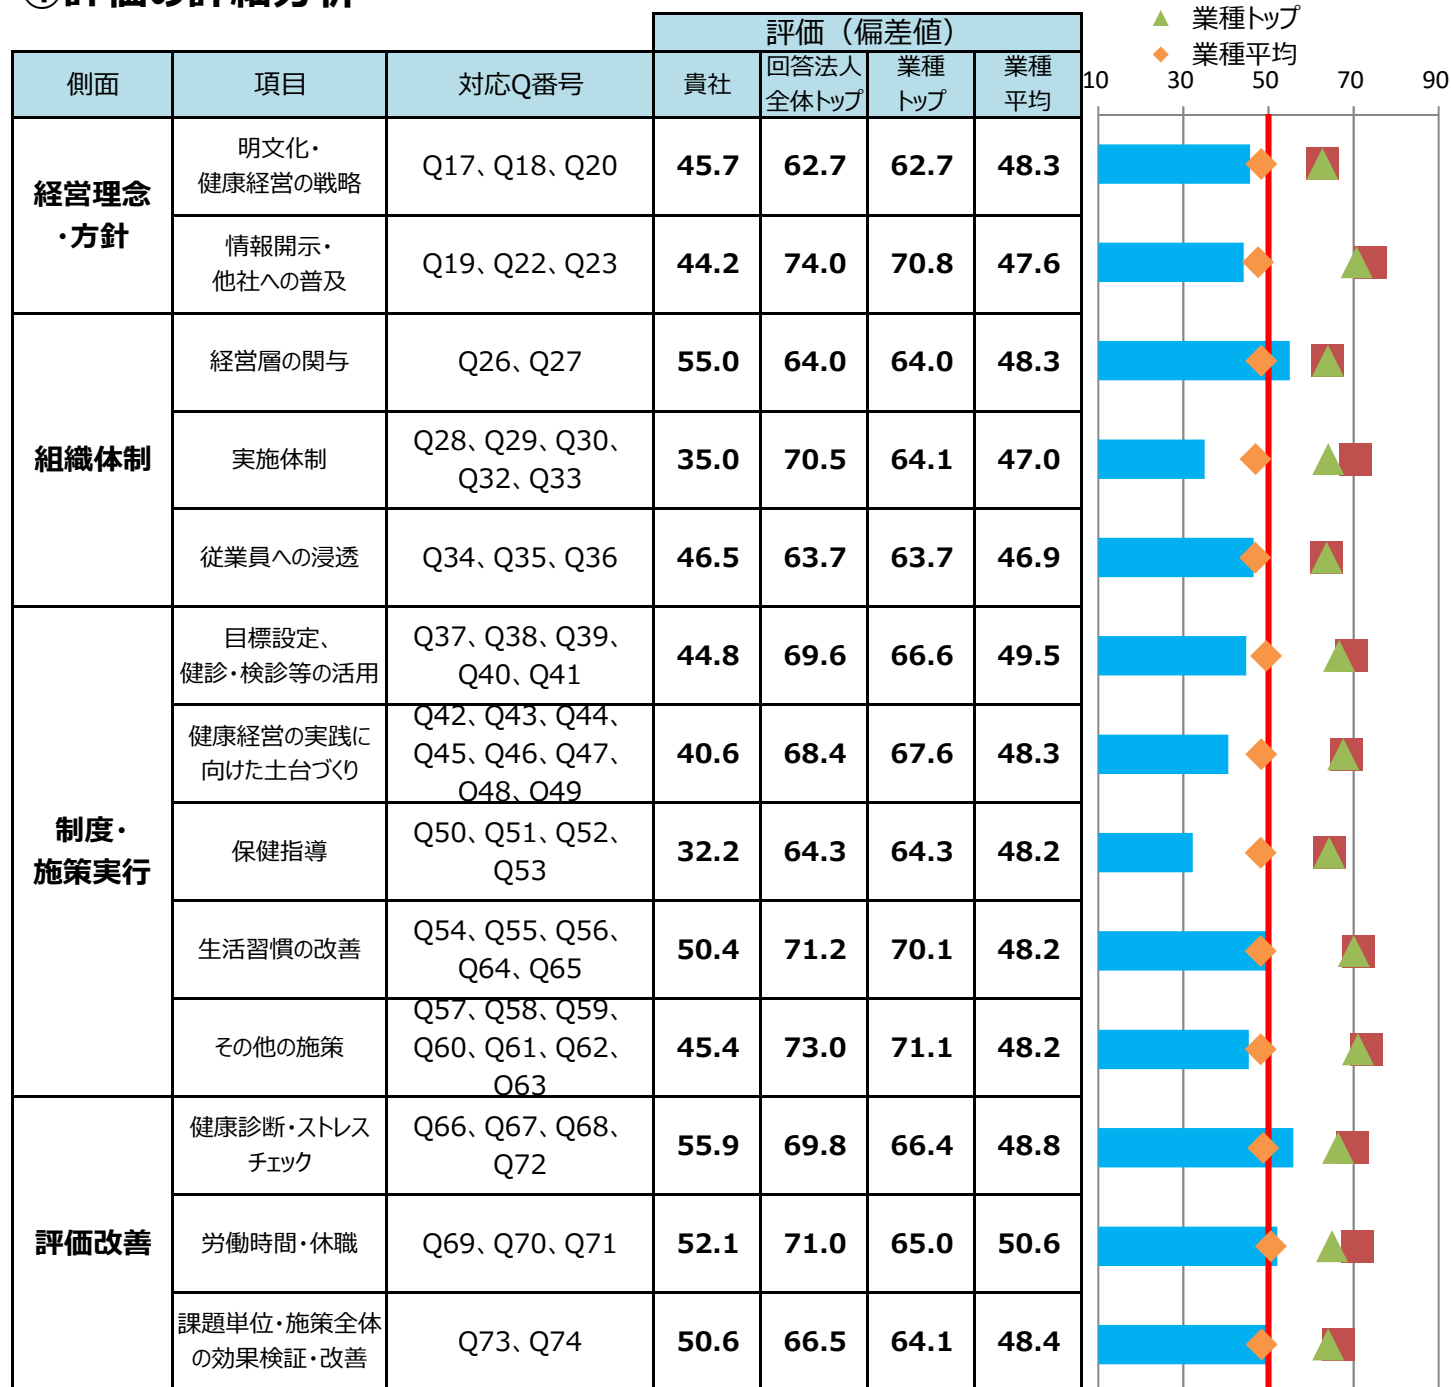 ①評価の詳細分析
▲ 業種トップ
◆ 業種平均
評価（偏差値）
側面 項目 対応Q番号 貴社 回答法人 業種 業種
全体トップ トップ 平均
10 30 50 70 90
経営理念
・方針
明文化・
健康経営の戦略
Q17、Q18、Q20 45.7 62.7 62.7 48.3
情報開示・
他社への普及
Q19、Q22、Q23 44.2 74.0 70.8 47.6
組織体制
経営層の関与 Q26、Q27 55.0 64.0 64.0 48.3
実施体制
Q28、Q29、Q30、
Q32、Q33
35.0 70.5 64.1 47.0
従業員への浸透 Q34、Q35、Q36 46.5 63.7 63.7 46.9
制度・
施策実行
目標設定、
健診・検診等の活用
Q37、Q38、Q39、
Q40、Q41
44.8 69.6 66.6 49.5
健康経営の実践に
向けた土台づくり
Q42、Q43、Q44、
Q45、Q46、Q47、
Q48、Q49
40.6 68.4 67.6 48.3
保健指導
Q50、Q51、Q52、
Q53
32.2 64.3 64.3 48.2
生活習慣の改善
Q54、Q55、Q56、
Q64、Q65
50.4 71.2 70.1 48.2
その他の施策
Q57、Q58、Q59、
Q60、Q61、Q62、
Q63
45.4 73.0 71.1 48.2
評価改善
健康診断・ストレス
チェック
Q66、Q67、Q68、
Q72
55.9 69.8 66.4 48.8
労働時間・休職 Q69、Q70、Q71 52.1 71.0 65.0 50.6
課題単位・施策全体
の効果検証・改善
Q73、Q74 50.6 66.5 64.1 48.4